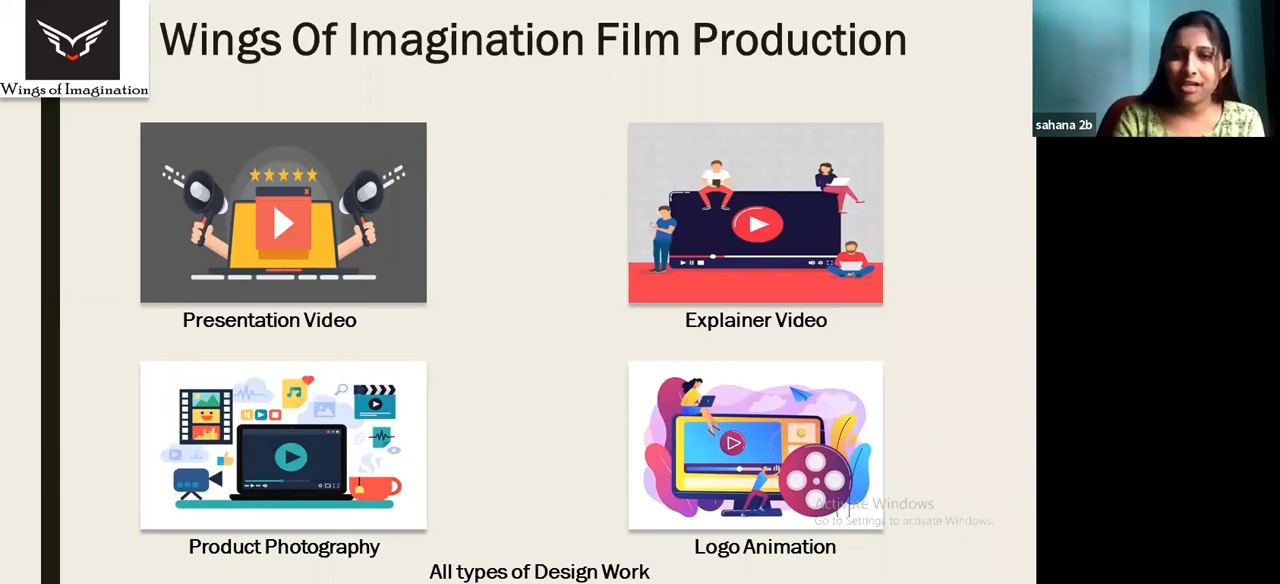 Wings Of Imagination Film Production
Wings of Imagination
sahana 2b
Presentation Video
Explainer Video
Product Photography
Logo Animation
Activate Windows
Go to Settings to activate Windows.
All types of Design Work